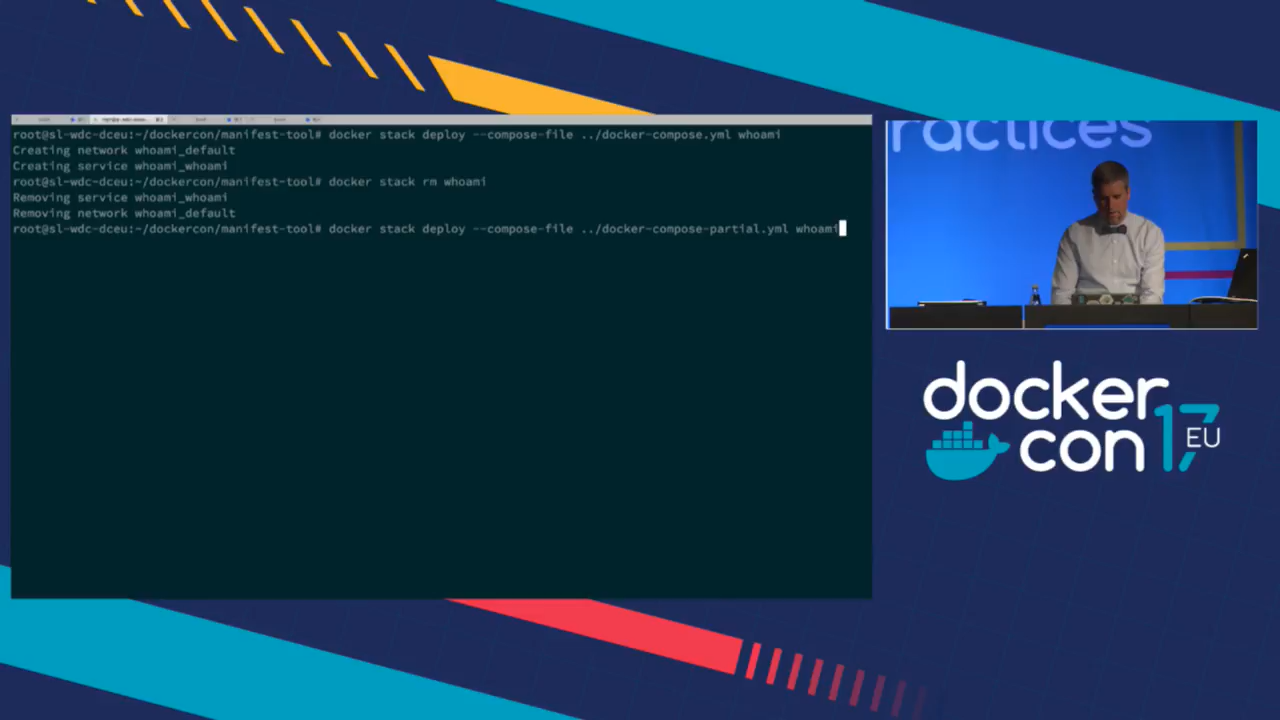 root@sl-wdc-dceu:~/dockercon/manifest-tool# docker stack deploy --compose-file ../docker-compose.yml whoami
Creating network whoami_default
Creating service whoami_whoami
root@sl-wdc-dceu:~/dockercon/manifest-tool# docker stack rm whoami
Removing service whoami_whoami
Removing network whoami_default
root@sl-wdc-dceu:~/dockercon/manifest-tool# docker stack deploy --compose-file ../docker-compose-partial.yml whoami
ractices
docker
con 17 EU